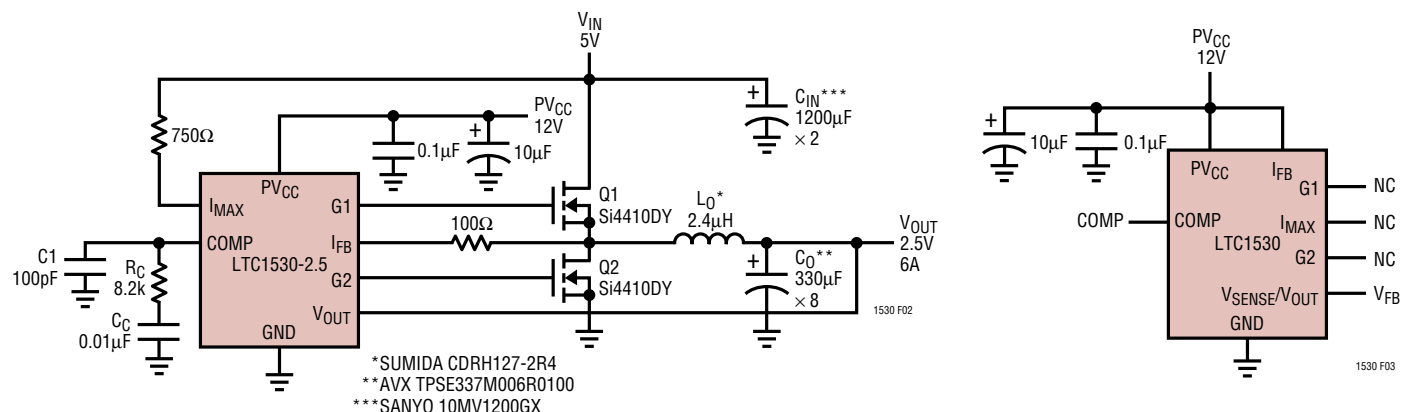 V_IN
5V
750Ω
PV_CC
12V
0.1µF
+
10µF
+
C_IN***
1200µF
× 2
PV_CC
I_MAX
G1
Q1
Si4410DY
COMP
I_FB
100Ω
L_O*
2.4µH
V_OUT
2.5V
6A
LTC1530-2.5
C1
100pF
R_C
8.2k
C_C
0.01µF
G2
Q2
Si4410DY
+
C_O**
330µF
× 8
V_OUT
GND
1530 F02
*SUMIDA CDRH127-2R4
**AVX TPSE337M006R0100
***SANYO 10MV1200GX
PV_CC
12V
+
10µF
0.1µF
PV_CC
I_FB
G1
NC
COMP
COMP
I_MAX
NC
LTC1530
G2
NC
V_SENSE/V_OUT
V_FB
GND
1530 F03